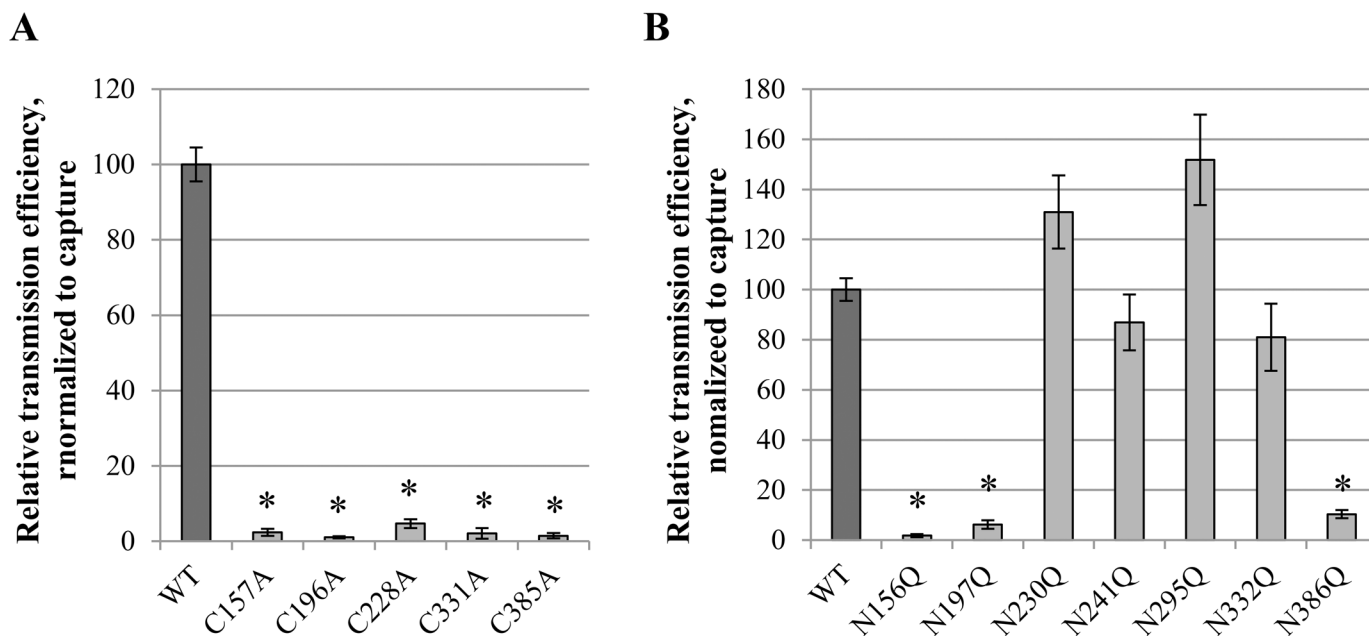 A
Relative transmission efficiency,
rnormalized to capture
120
100
80
60
40
20
0
*
*
*
*
*
WT
C157A
C196A
C228A
C331A
C385A
B
Relative transmission efficiency,
nomalizeed to capture
180
160
140
120
100
80
60
40
20
0
*
*
*
WT
N156Q
N197Q
N230Q
N241Q
N295Q
N332Q
N386Q